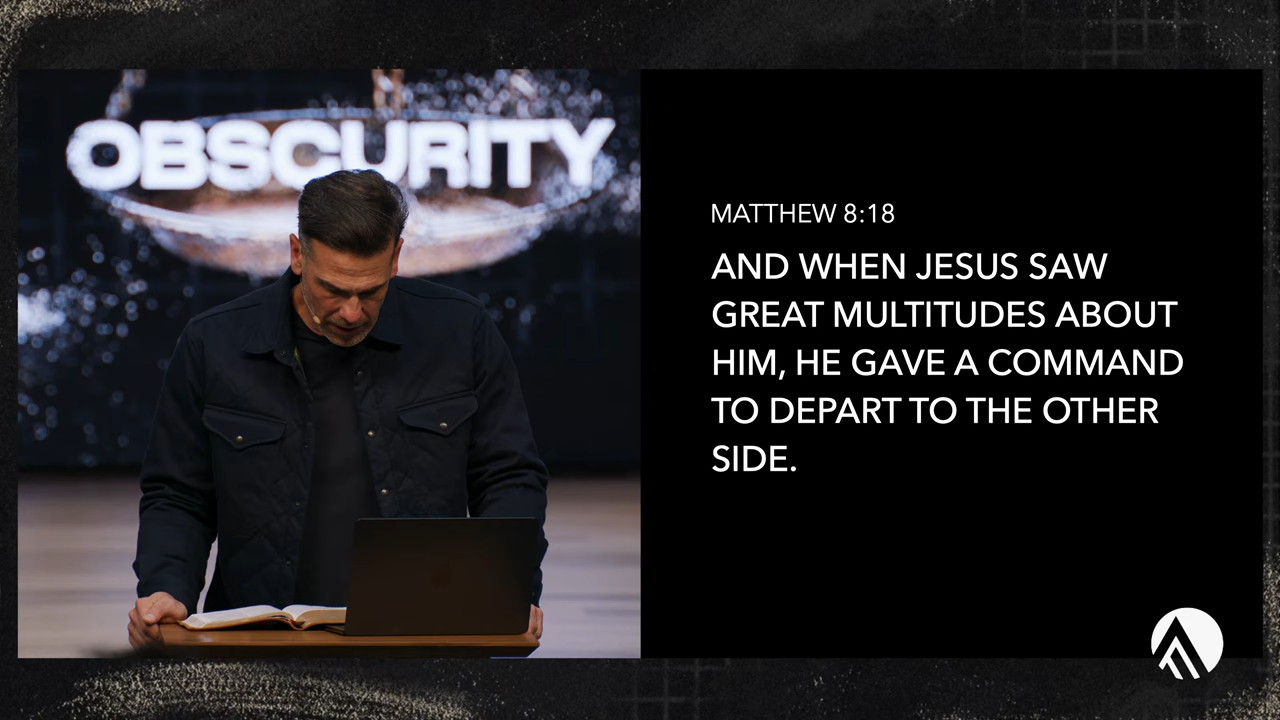 OBSCURITY
MATTHEW 8:18
AND WHEN JESUS SAW
GREAT MULTITUDES ABOUT
HIM, HE GAVE A COMMAND
TO DEPART TO THE OTHER
SIDE.